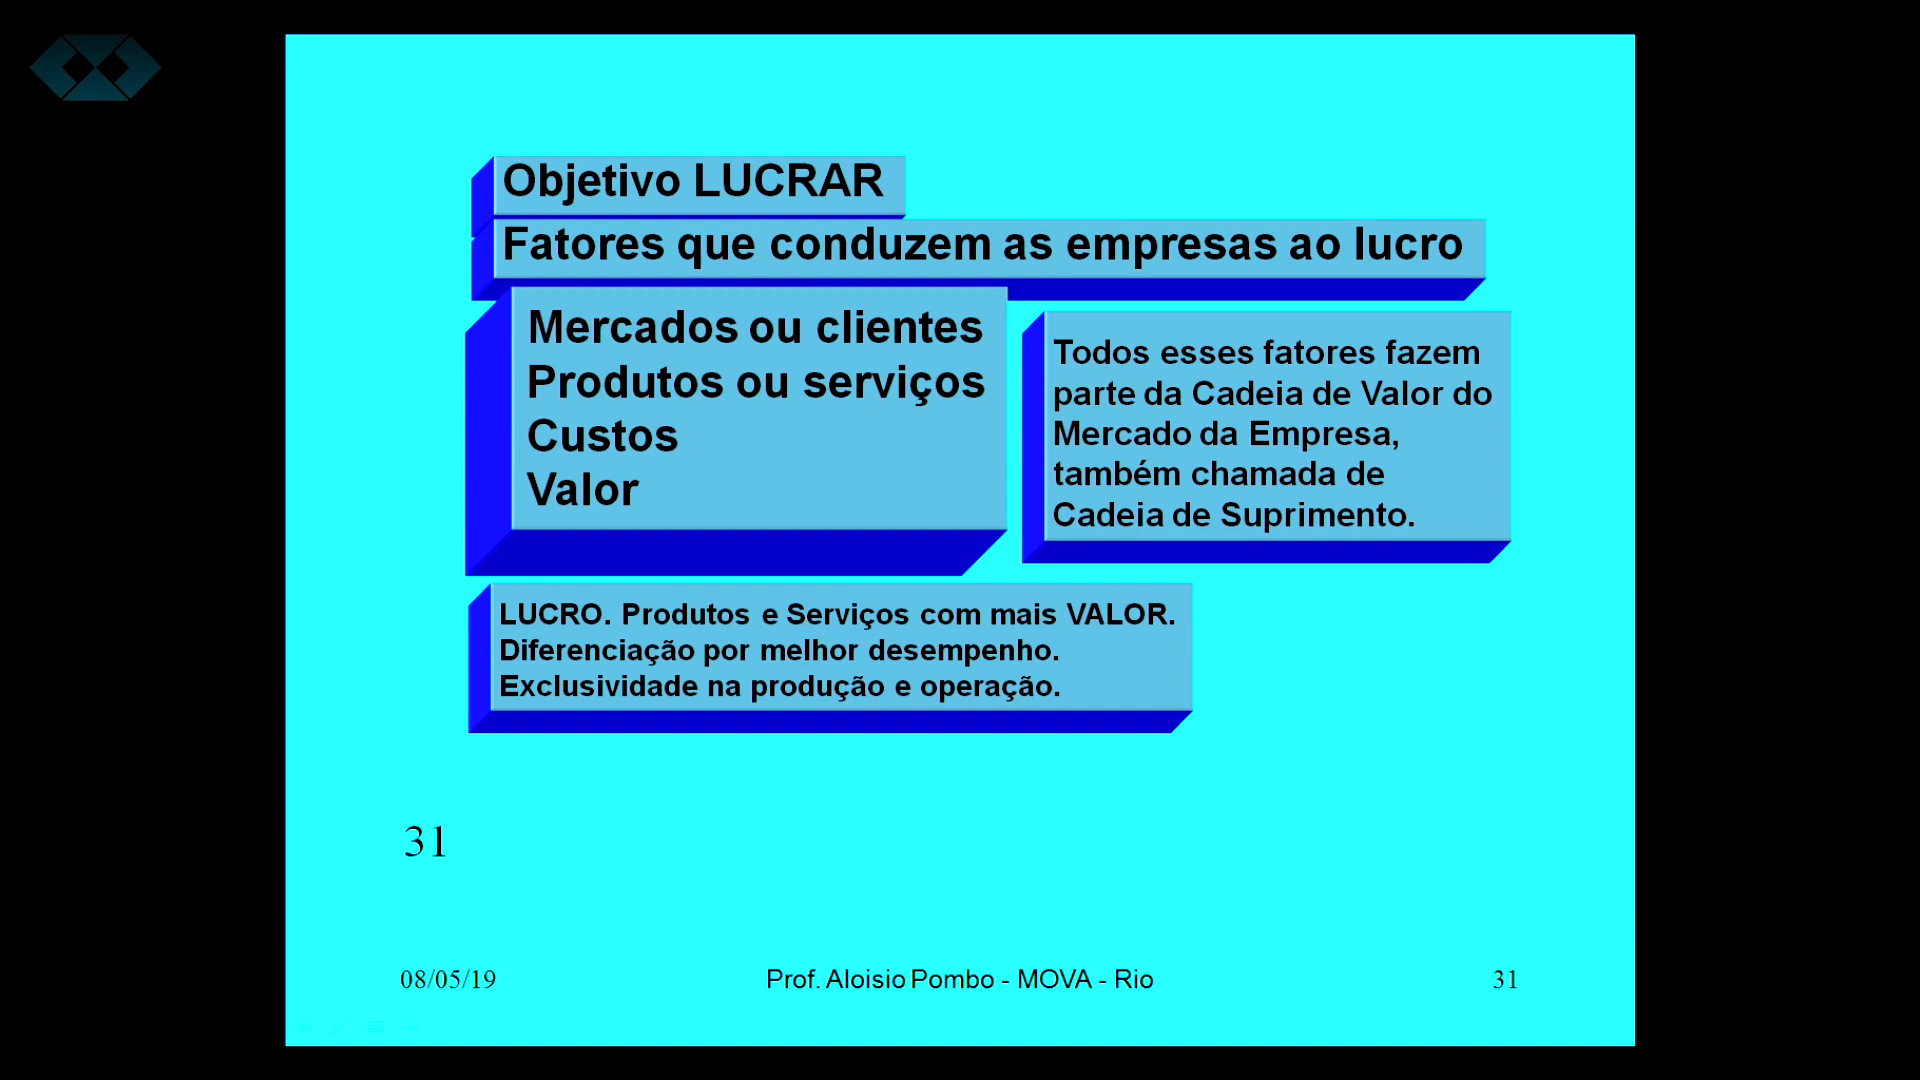 Objetivo LUCRAR
Fatores que conduzem as empresas ao lucro
Mercados ou clientes
Produtos ou serviços
Custos
Valor
Todos esses fatores fazem
parte da Cadeia de Valor do
Mercado da Empresa,
também chamada de
Cadeia de Suprimento.
LUCRO. Produtos e Serviços com mais VALOR.
Diferenciação por melhor desempenho.
Exclusividade na produção e operação.
31
08/05/19
Prof. Aloisio Pombo - MOVA - Rio
31